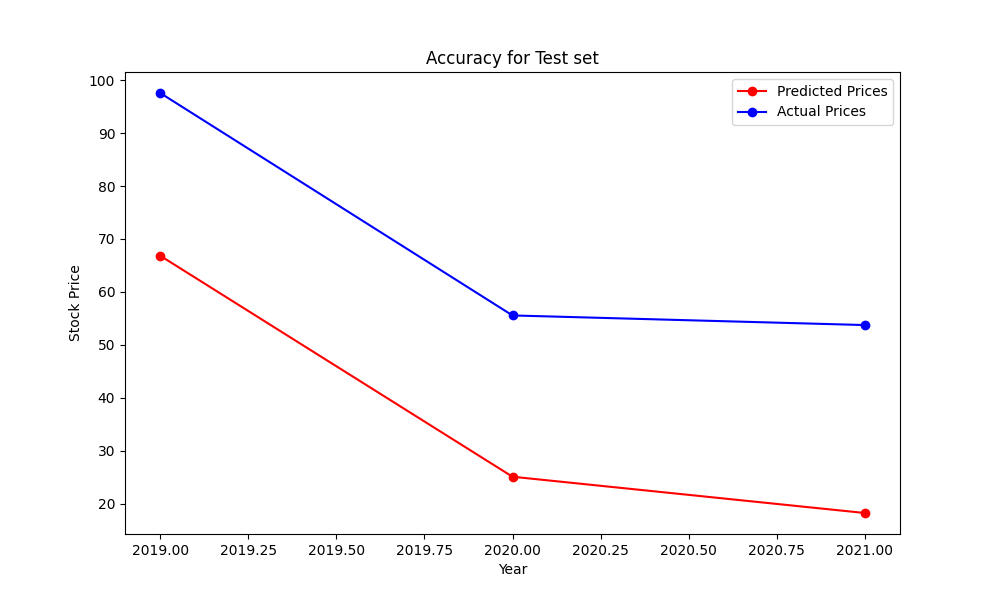 Accuracy for Test set
Predicted Prices
Actual Prices
100
90
80
70
60
50
40
30
20
Stock Price
2019.00 2019.25 2019.50 2019.75 2020.00 2020.25 2020.50 2020.75 2021.00
Year